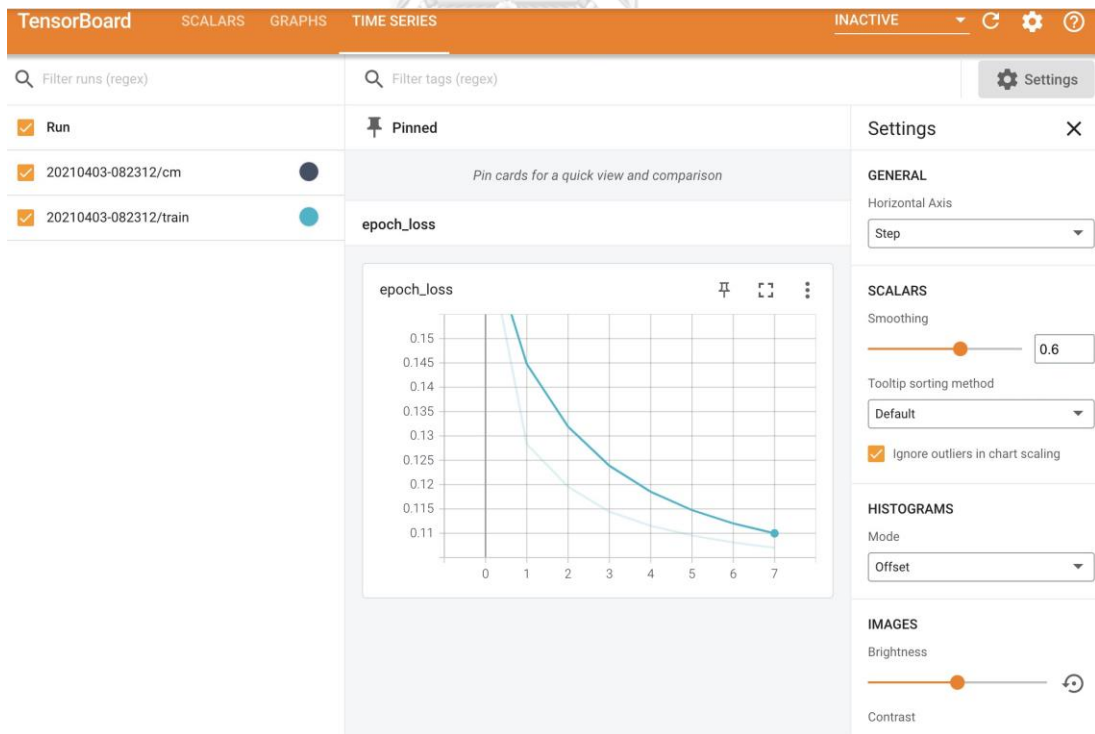 TensorBoard SCALARS GRAPHS TIME SERIES INACTIVE
Filter runs (regex)
Filter tags (regex)
Settings
Run
20210403-082312/cm
20210403-082312/train
Pinned
Pin cards for a quick view and comparison
epoch_loss
epoch_loss
0.15
0.145
0.14
0.135
0.13
0.125
0.12
0.115
0.11
0 1 2 3 4 5 6 7
Settings
GENERAL
Horizontal Axis
Step
SCALARS
Smoothing
0.6
Tooltip sorting method
Default
Ignore outliers in chart scaling
HISTOGRAMS
Mode
Offset
IMAGES
Brightness
Contrast